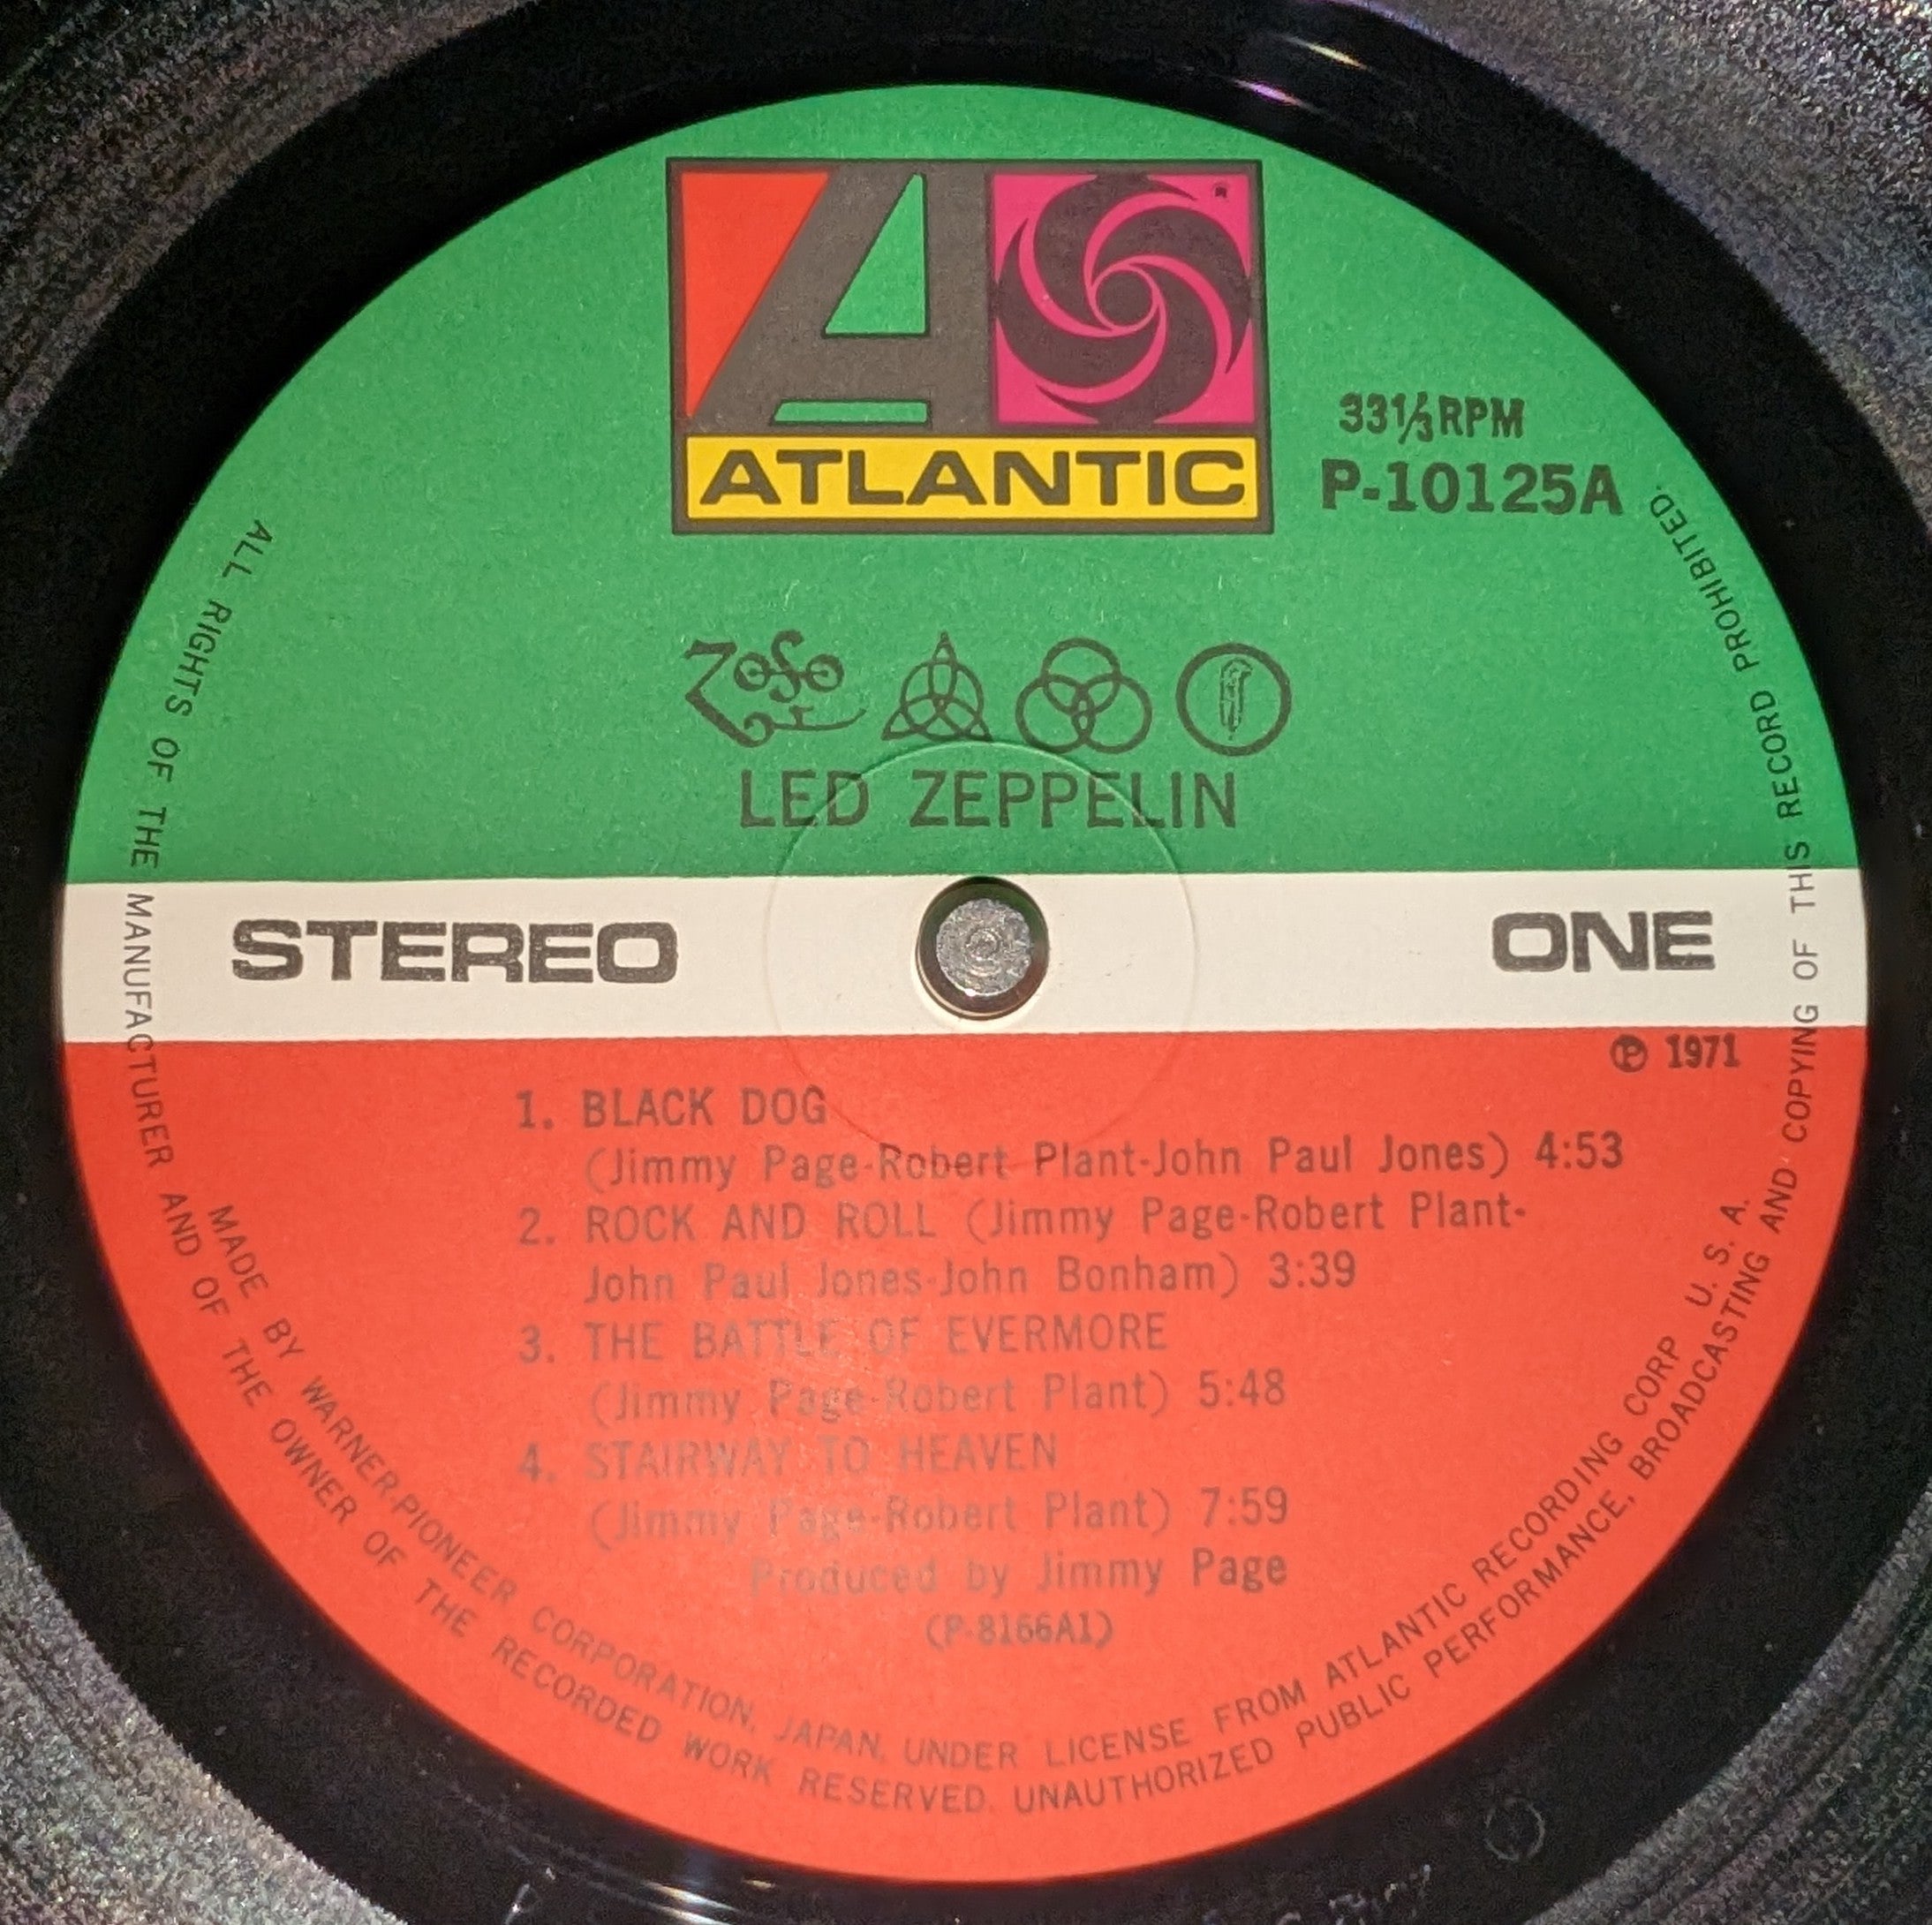 ATLANTIC
®
33⅓ RPM
P-10125A
LED ZEPPELIN
STEREO
ONE
℗ 1971
1. BLACK DOG
(Jimmy Page-Robert Plant-John Paul Jones) 4:53
2. ROCK AND ROLL (Jimmy Page-Robert Plant-
John Paul Jones-John Bonham) 3:39
3. THE BATTLE OF EVERMORE
(Jimmy Page-Robert Plant) 5:48
4. STAIRWAY TO HEAVEN
(Jimmy Page-Robert Plant) 7:59
Produced by Jimmy Page
(P-8166A1)
MADE BY WARNER-PIONEER CORPORATION, JAPAN, UNDER LICENSE FROM ATLANTIC RECORDING CORP U. S. A.
ALL RIGHTS OF THE MANUFACTURER AND OF THE OWNER OF THE RECORDED WORK RESERVED. UNAUTHORIZED PUBLIC PERFORMANCE, BROADCASTING AND COPYING OF THIS RECORD PROHIBITED.